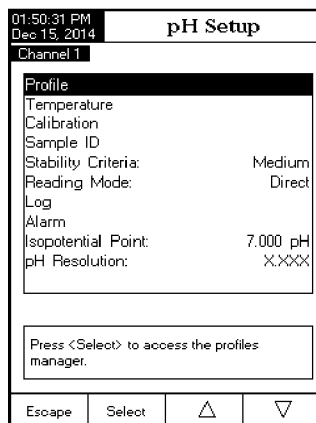 01:50:31 PM
Dec 15, 2014
pH Setup
Channel 1
Profile
Temperature
Calibration
Sample ID
Stability Criteria: Medium
Reading Mode: Direct
Log
Alarm
Isopotential Point: 7.000 pH
pH Resolution: X.XXX
Press <Select> to access the profiles
manager.
Escape Select △ ▽